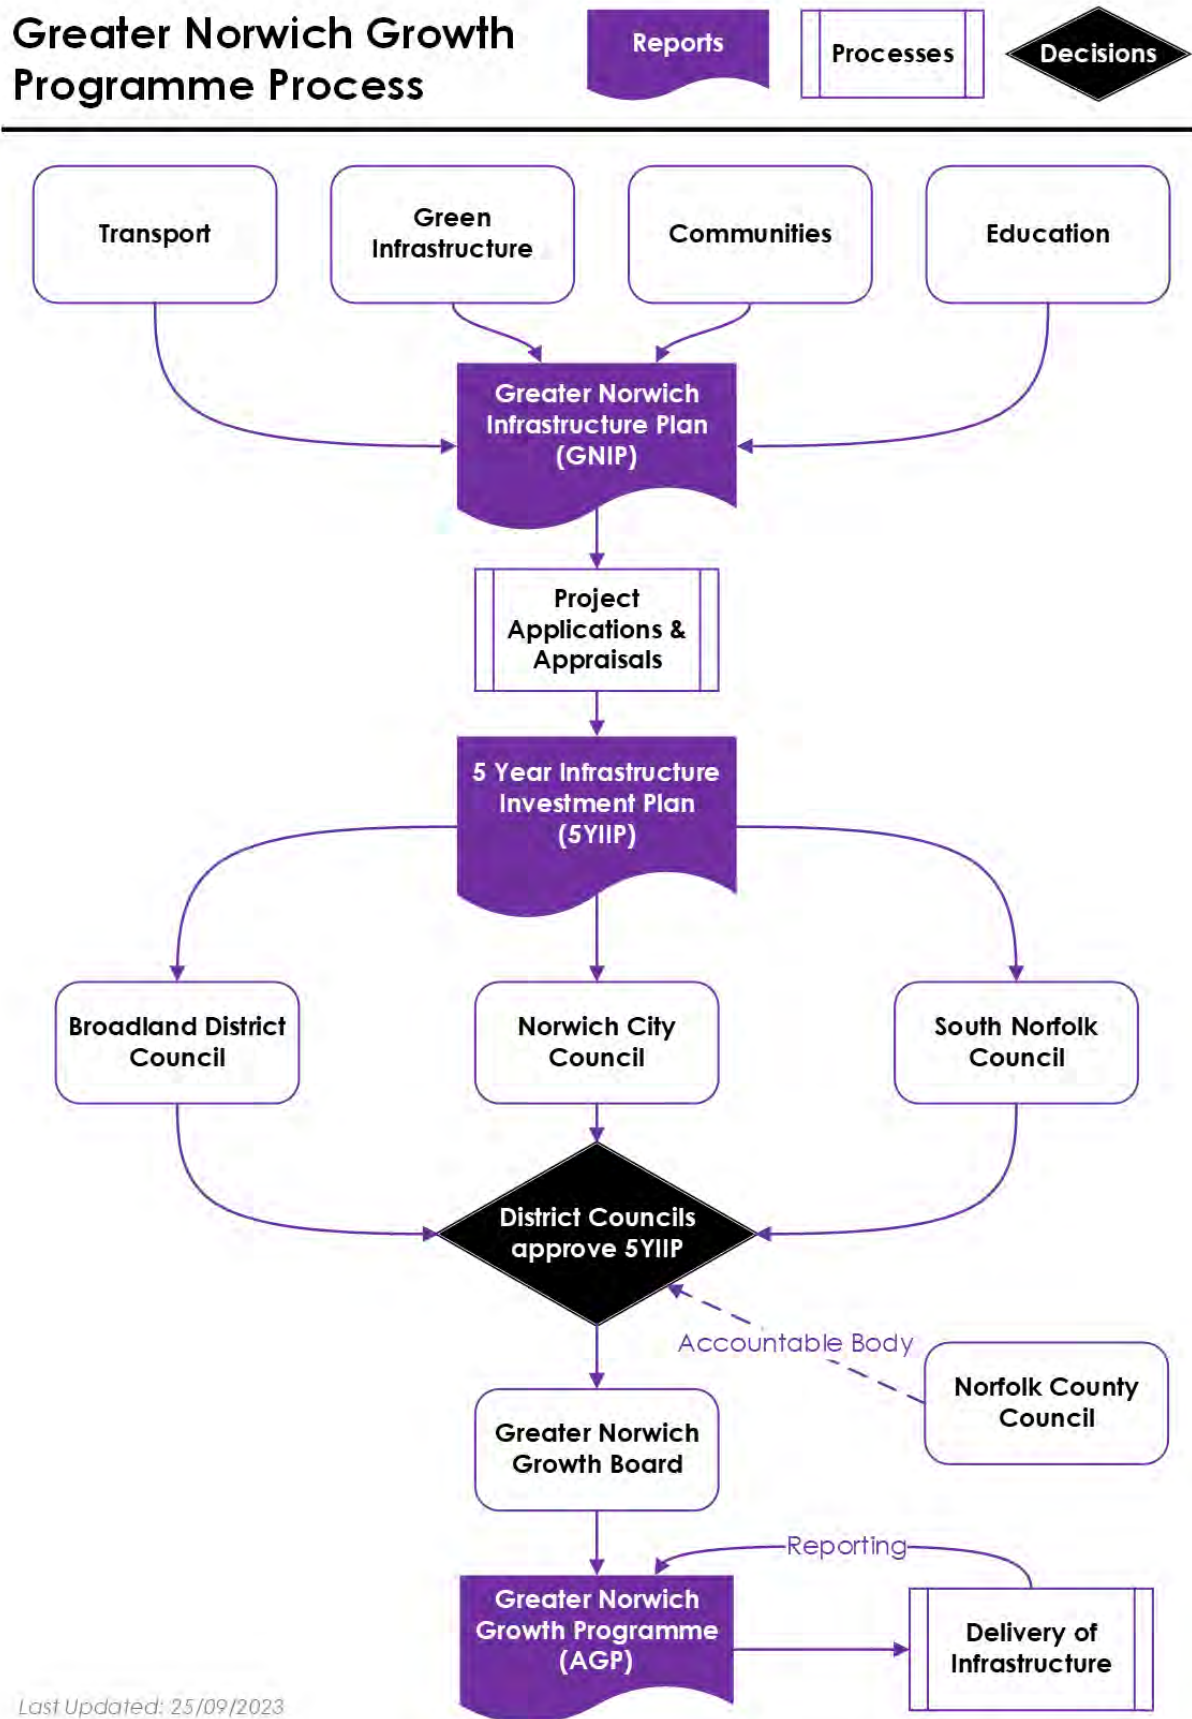 Greater Norwich Growth
Programme Process
Reports
Processes
Decisions
Transport
Green
Infrastructure
Communities
Education
Greater Norwich
Infrastructure Plan
(GNIP)
Project
Applications &
Appraisals
5 Year Infrastructure
Investment Plan
(5YIIP)
Broadland District
Council
Norwich City
Council
South Norfolk
Council
District Councils
approve 5YIIP
Accountable Body
Norfolk County
Council
Greater Norwich
Growth Board
Reporting
Greater Norwich
Growth Programme
(AGP)
Delivery of
Infrastructure
Last Updated: 25/09/2023